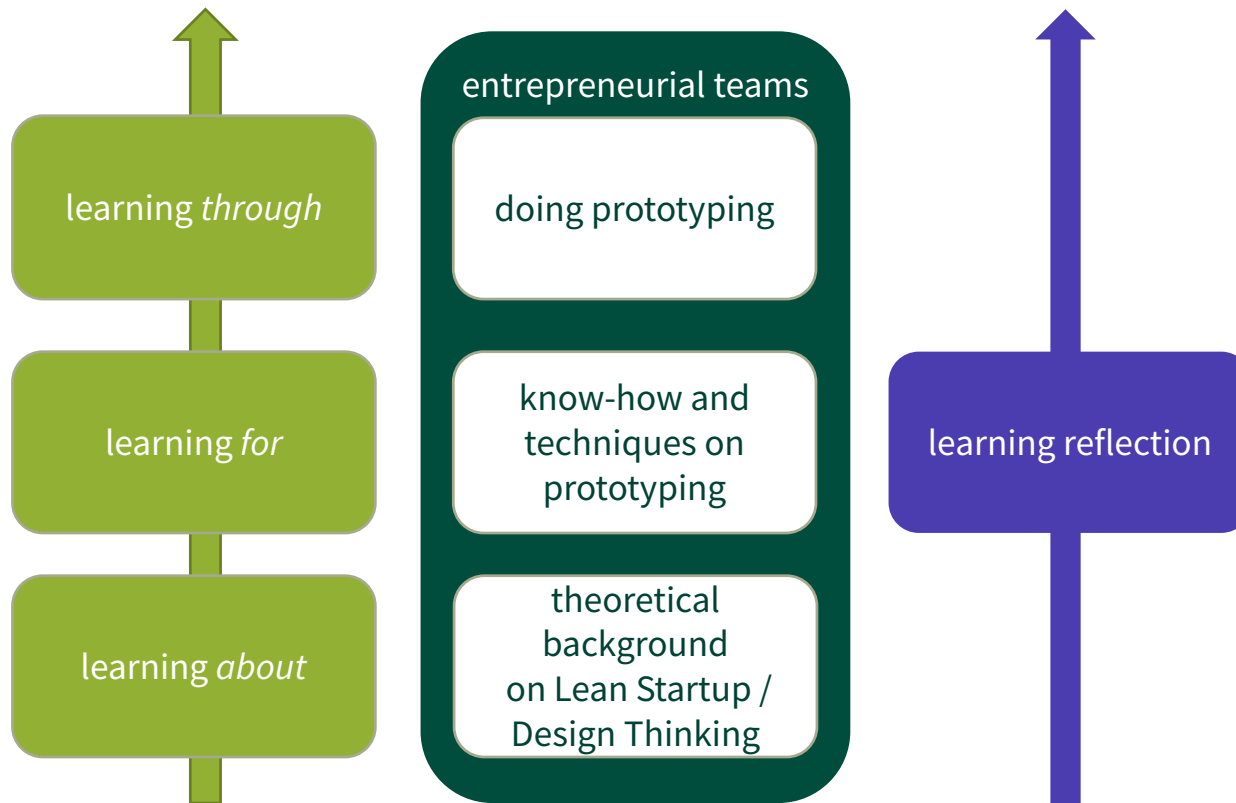 entrepreneurial teams
learning through
doing prototyping
learning for
know-how and
techniques on
prototyping
learning reflection
learning about
theoretical
background
on Lean Startup /
Design Thinking